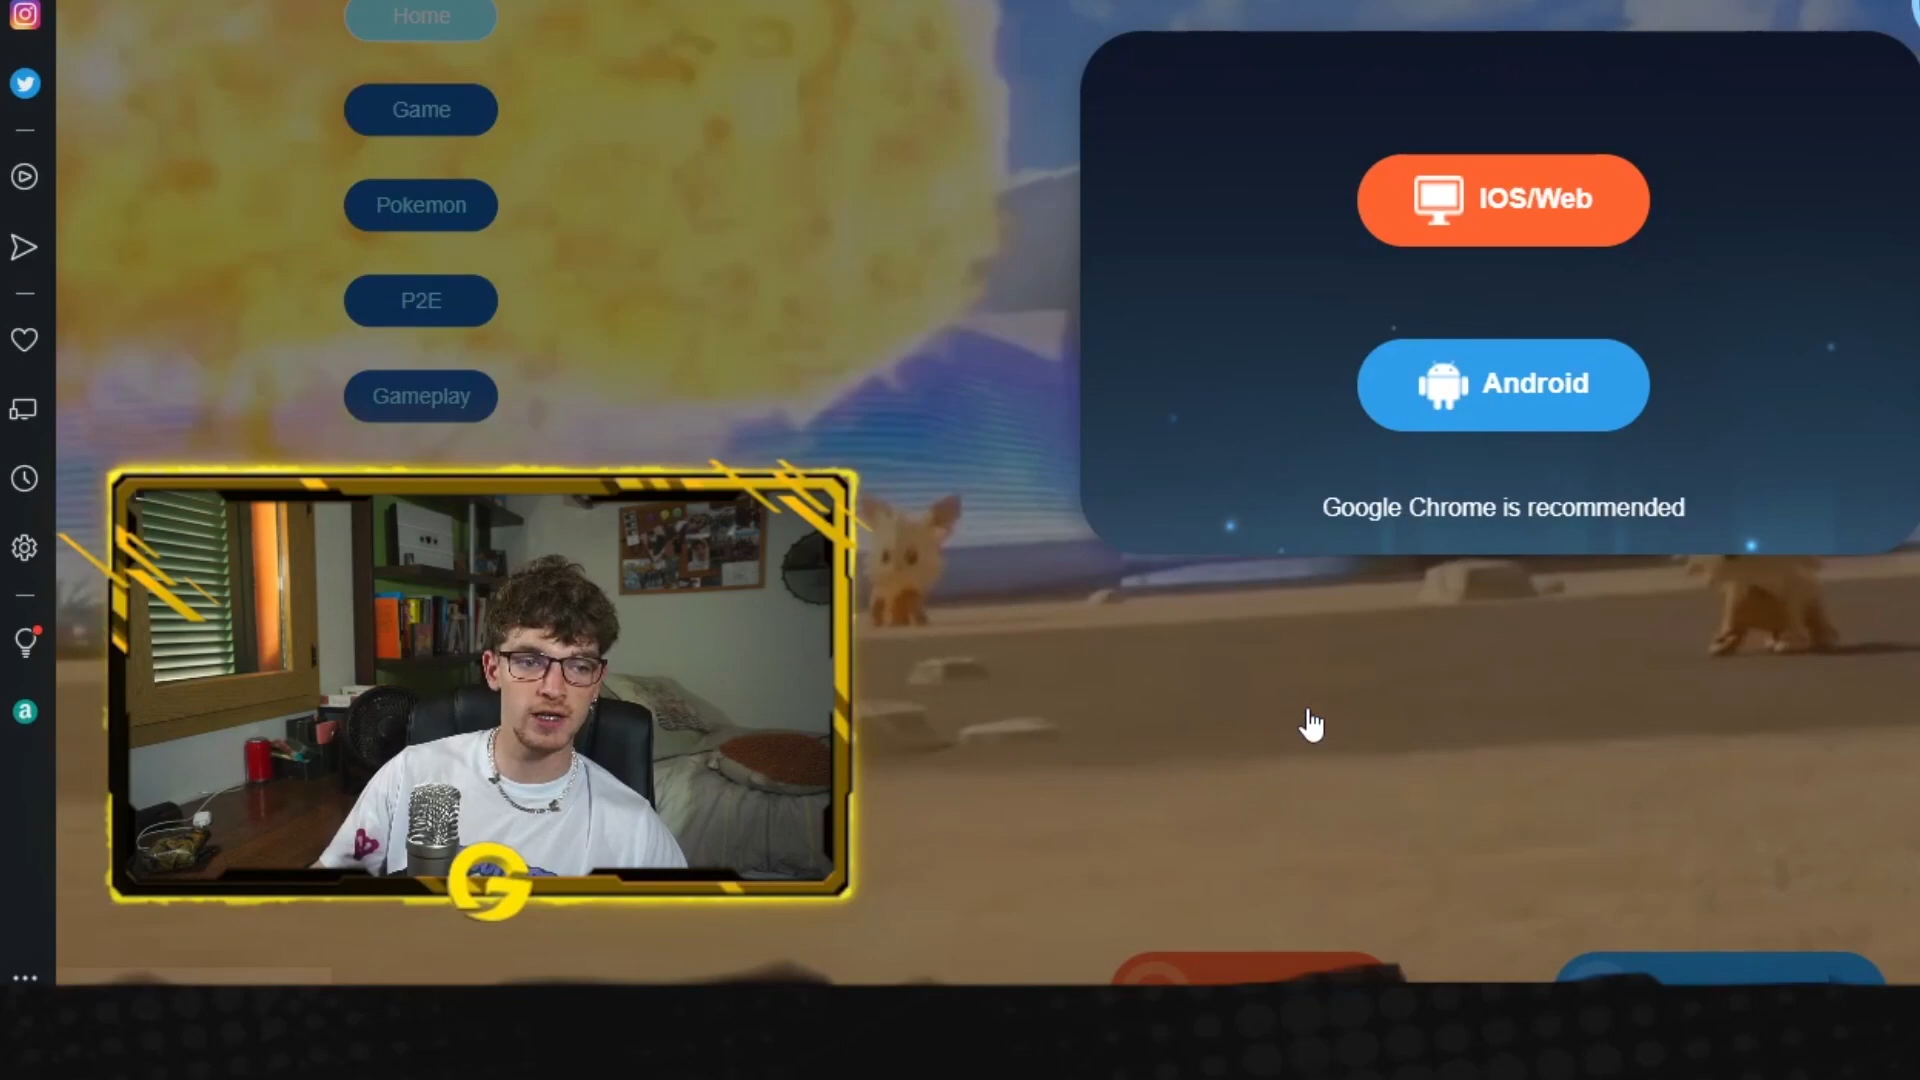 Home
Game
Pokemon
P2E
Gameplay
IOS/Web
Android
Google Chrome is recommended
a
G